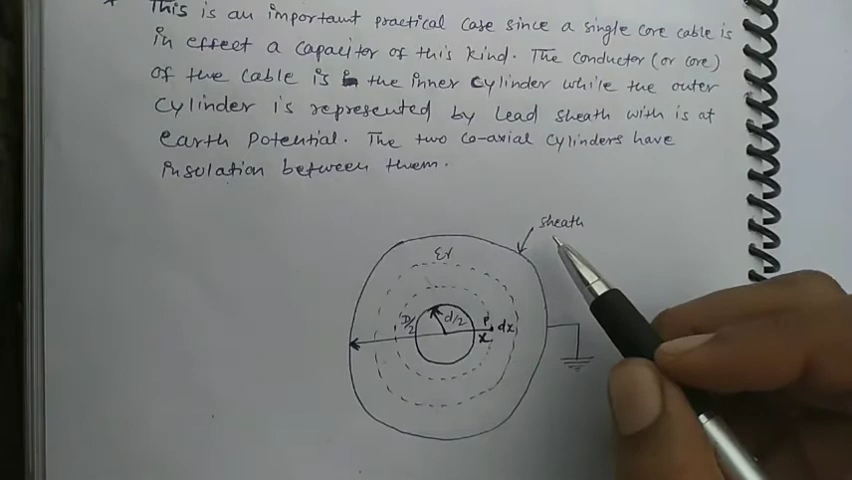 This is an important practical case since a single core cable is
in effect a capacitor of this kind. The conductor (or core)
of the cable is the inner cylinder while the outer
cylinder is represented by lead sheath with is at
earth potential. The two co-axial cylinders have
insulation between them.
sheath
εr
D/2 d/2 P dx
x